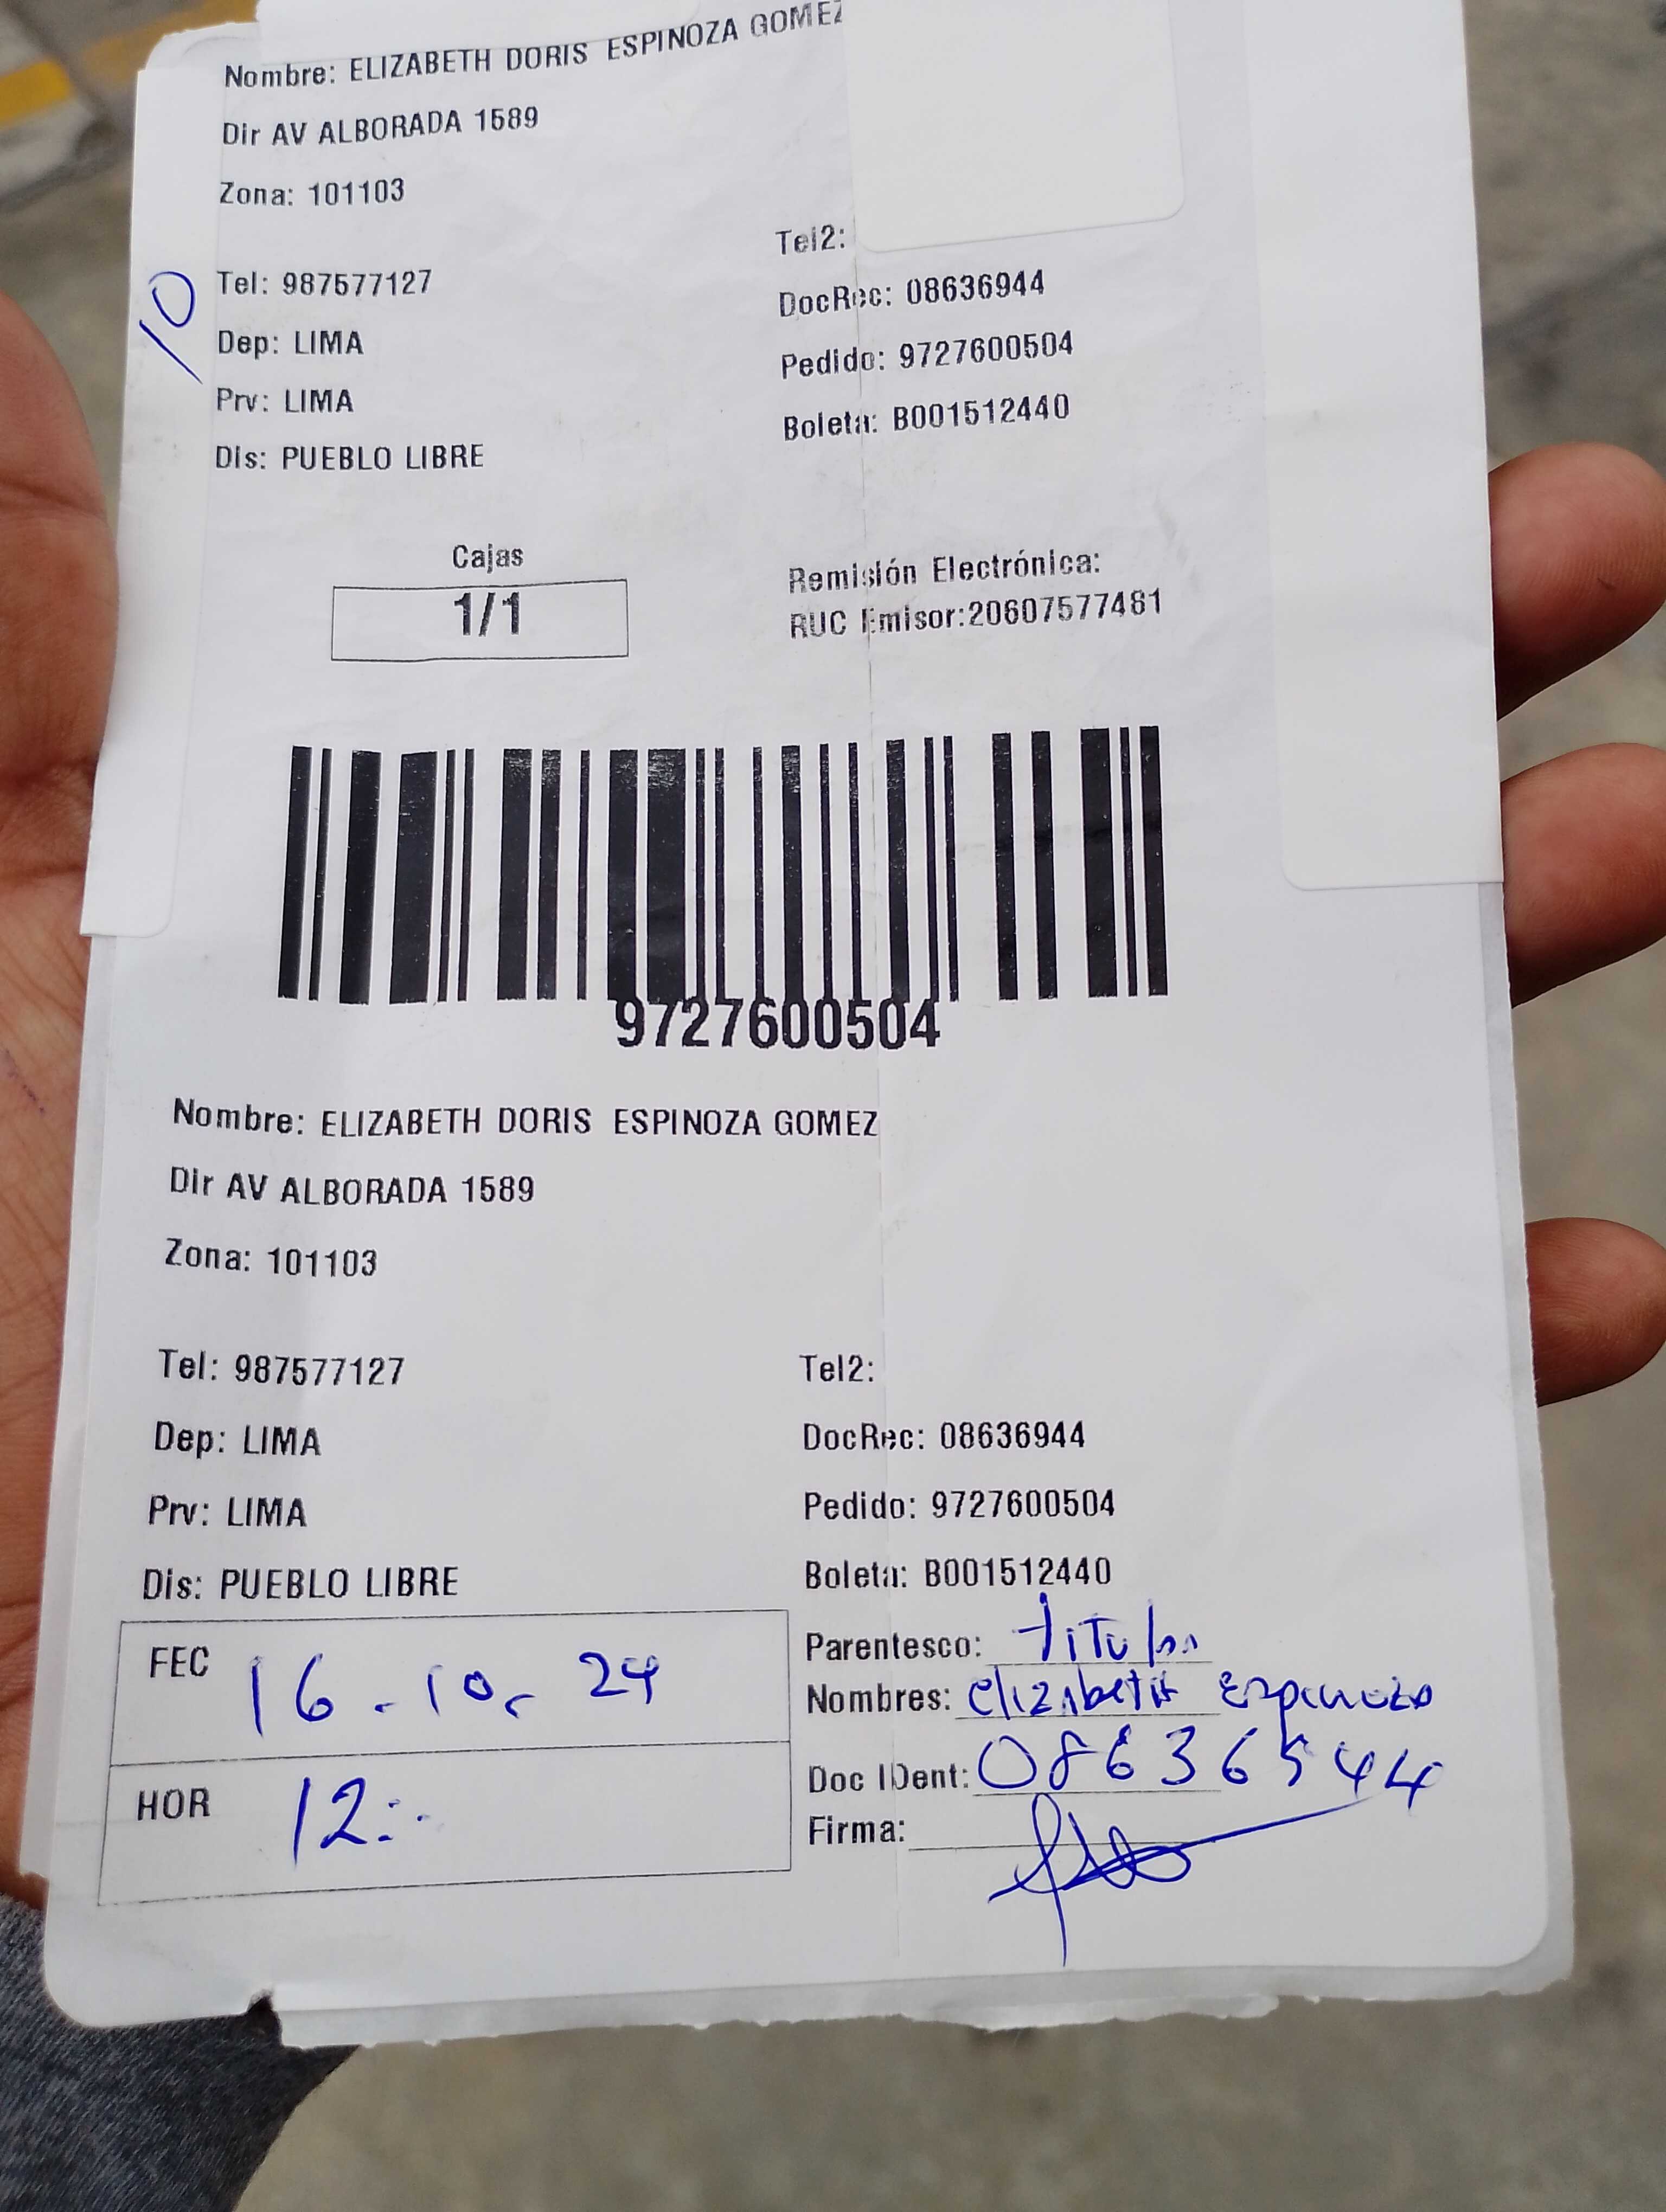 Nombre: ELIZABETH DORIS ESPINOZA GOMEZ
Dir AV ALBORADA 1589
Zona: 101103
10
Tel: 987577127
Tel2:
Dep: LIMA
DocRec: 08636944
Prv: LIMA
Pedido: 9727600504
Dis: PUEBLO LIBRE
Boleta: B001512440
Cajas
1/1
Remisión Electrónica:
RUC Emisor:20607577481
9727600504
Nombre: ELIZABETH DORIS ESPINOZA GOMEZ
Dir AV ALBORADA 1589
Zona: 101103
Tel: 987577127
Tel2:
Dep: LIMA
DocRec: 08636944
Prv: LIMA
Pedido: 9727600504
Dis: PUEBLO LIBRE
Boleta: B001512440
FEC 16-10-24
Parentesco: titular
Nombres: elizabeth Espinoza
HOR 12:
Doc IDent: 08636544
Firma: